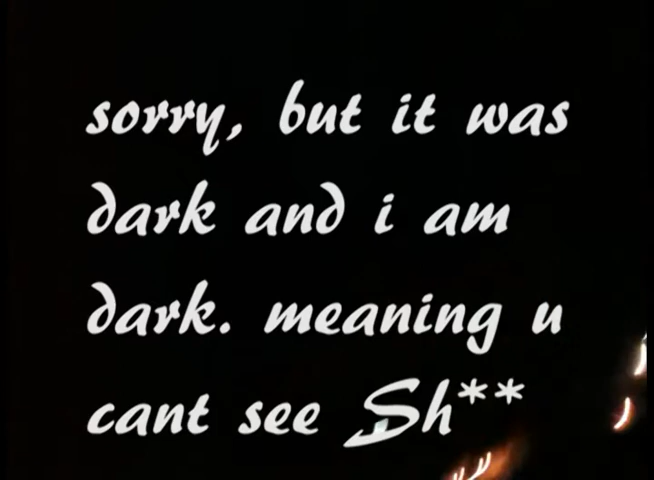 sorry, but it was
dark and i am
dark. meaning u
cant see Sh**